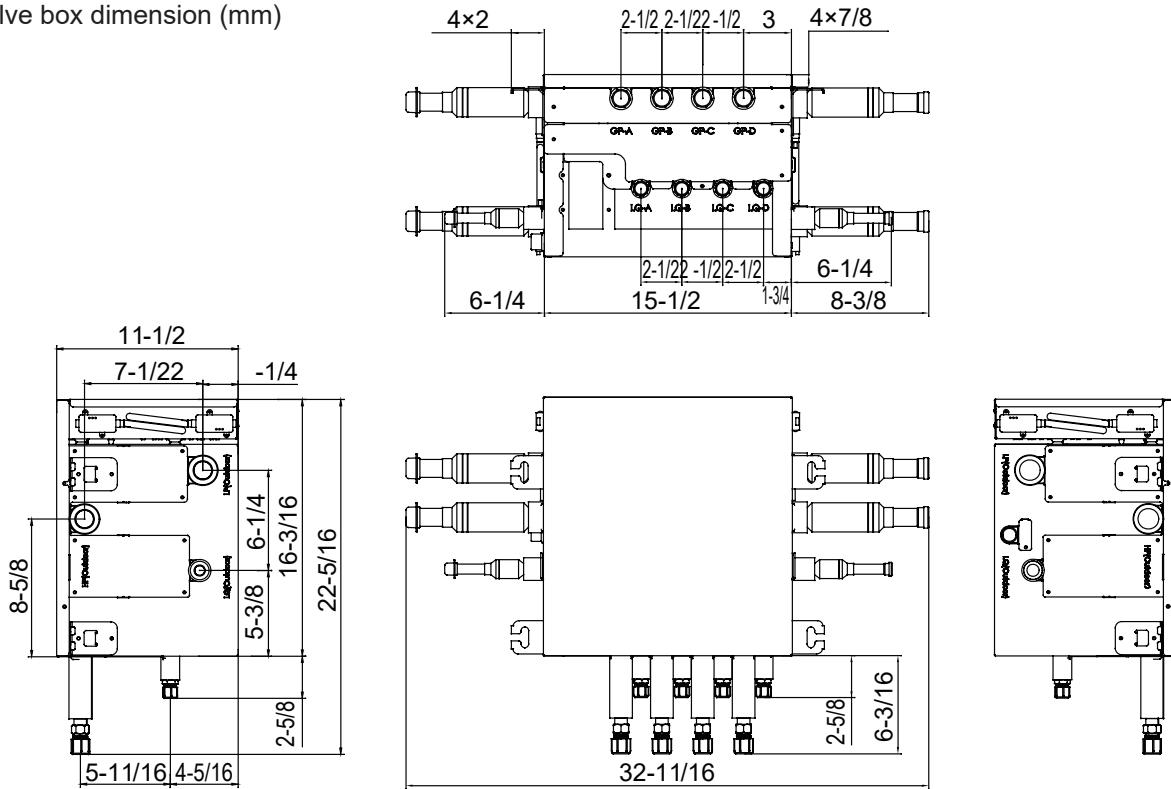 lve box dimension (mm)
4×2 2-1/2 2-1/22 -1/2 3 4×7/8
GP-A GP-B GP-C GP-D
LQ-A LQ-B LQ-C LQ-D
2-1/22 -1/2 2-1/2 6-1/4
6-1/4 15-1/2 1-3/4 8-3/8
11-1/2
7-1/22 -1/4
8-5/8
6-1/4
5-3/8
16-3/16
22-5/16
2-5/8
5-11/16 4-5/16
2-5/8
6-3/16
32-11/16